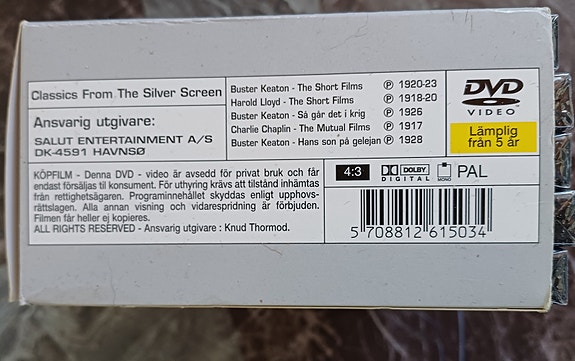 Classics From The Silver Screen
Ansvarig utgivare:
SALUT ENTERTAINMENT A/S
DK-4591 HAVNSØ
Buster Keaton - The Short Films ℗ 1920-23
Harold Lloyd - The Short Films ℗ 1918-20
Buster Keaton - Så går det i krig ℗ 1926
Charlie Chaplin - The Mutual Films ℗ 1917
Buster Keaton - Hans son på galejan ℗ 1928
DVD
VIDEO
Lämplig
från 5 år
KÖPFILM - Denna DVD - video är avsedd för privat bruk och får
endast försäljas til konsument. För uthyring krävs att tilstånd inhämtas
från rettighetsägaren. Programinnehållet skyddas enligt upphovs-
rättslagen. All annan visning och vidarespridning är förbjuden.
Filmen får heller ej kopieres.
ALL RIGHTS RESERVED - Ansvarig utgivare : Knud Thormod.
4:3 DOLBY DIGITAL MONO PAL
5 708812 615034